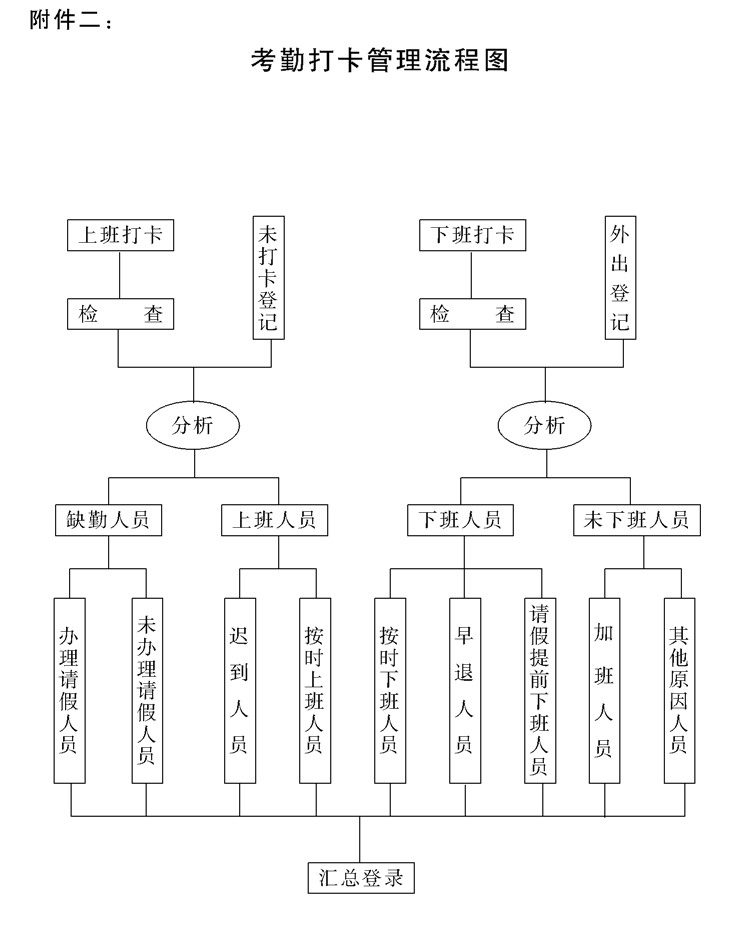 附件二：
考勤打卡管理流程图
上班打卡
未打卡登记
下班打卡
外出登记
检 查
检 查
分析
分析
缺勤人员
上班人员
下班人员
未下班人员
办理请假人员
未办理请假人员
迟到人员
按时上班人员
按时下班人员
早退人员
请假提前下班人员
加班人员
其他原因人员
汇总登录